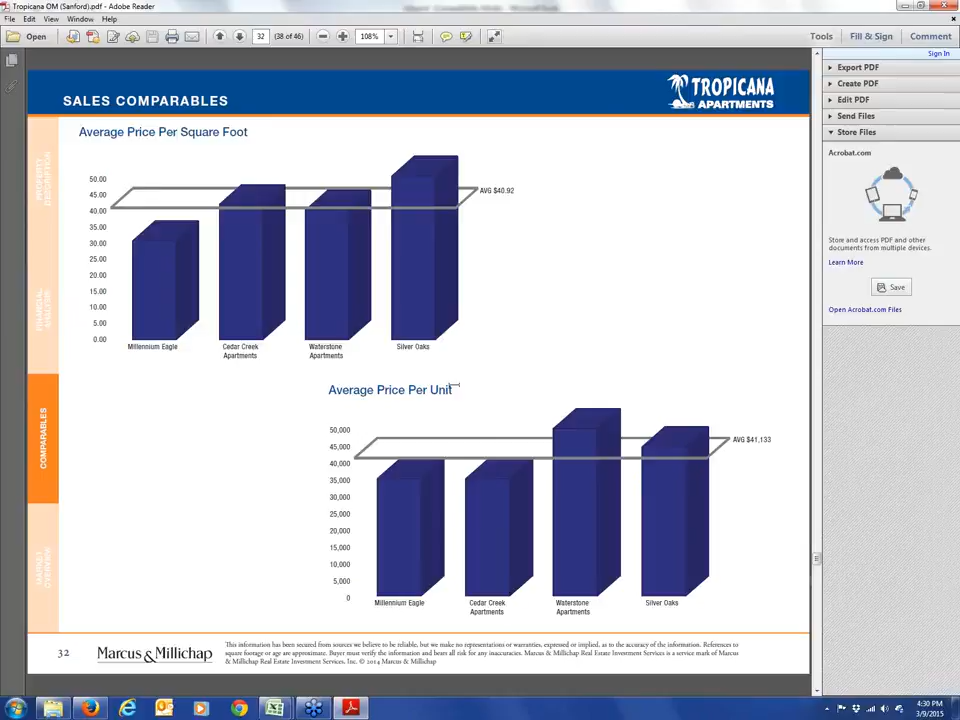 Tropicana OM (Sanford).pdf - Adobe Reader
File Edit View Window Help
Open 32 (38 of 46) 108% Tools Fill & Sign Comment
Sign In
Export PDF
Create PDF
Edit PDF
Send Files
Store Files
Acrobat.com
Store and access PDF and other
documents from multiple devices.
Learn More
Save
Open Acrobat.com Files
SALES COMPARABLES
TROPICANA
APARTMENTS
PROPERTY
DESCRIPTION
FINANCIAL
ANALYSIS
COMPARABLES
MARKET
OVERVIEW
Average Price Per Square Foot
50.00
45.00
40.00
35.00
30.00
25.00
20.00
15.00
10.00
5.00
0.00
AVG $40.92
Millennium Eagle
Cedar Creek
Apartments
Waterstone
Apartments
Silver Oaks
Average Price Per Unit
50,000
45,000
40,000
35,000
30,000
25,000
20,000
15,000
10,000
5,000
0
AVG $41,133
Millennium Eagle
Cedar Creek
Apartments
Waterstone
Apartments
Silver Oaks
32
Marcus & Millichap
This information has been secured from sources we believe to be reliable, but we make no representations or warranties, expressed or implied, as to the accuracy of the information. References to
square footage or age are approximate. Buyer must verify the information and bears all risk for any inaccuracies. Marcus & Millichap Real Estate Investment Services is a service mark of Marcus
& Millichap Real Estate Investment Services, Inc. © 2014 Marcus & Millichap
4:30 PM
3/9/2015